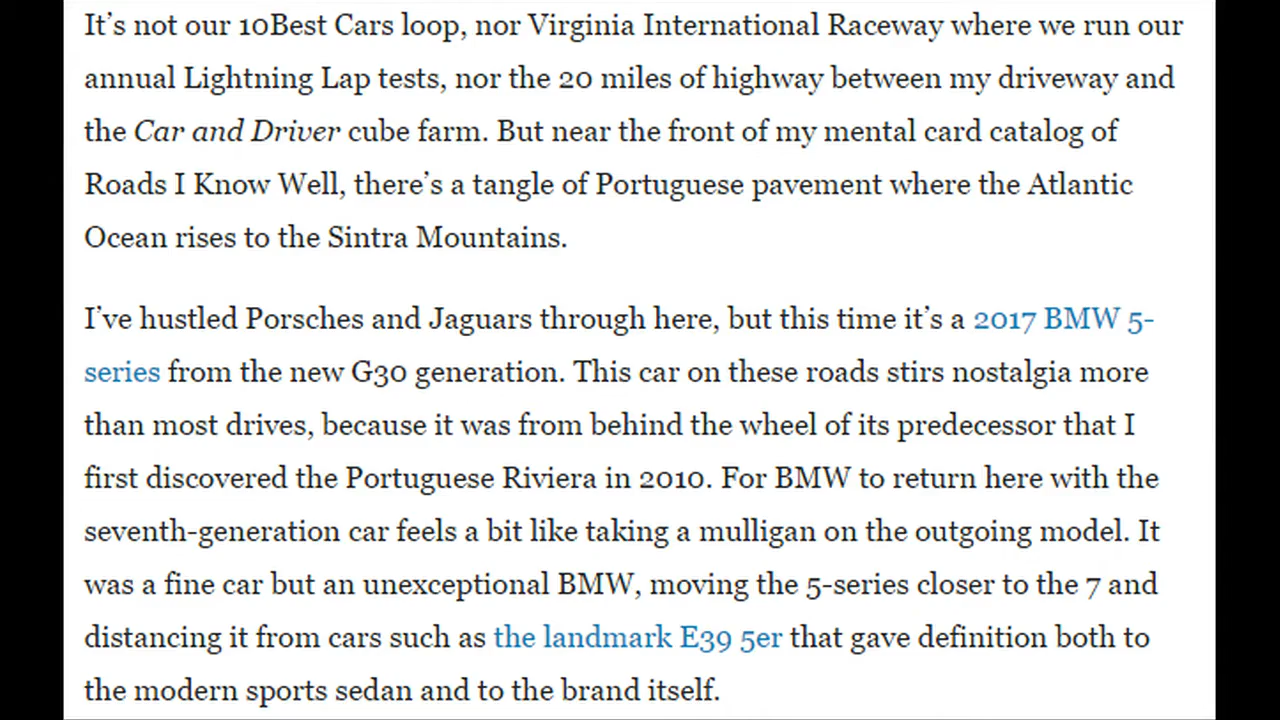 It’s not our 10Best Cars loop, nor Virginia International Raceway where we run our
annual Lightning Lap tests, nor the 20 miles of highway between my driveway and
the Car and Driver cube farm. But near the front of my mental card catalog of
Roads I Know Well, there’s a tangle of Portuguese pavement where the Atlantic
Ocean rises to the Sintra Mountains.
I’ve hustled Porsches and Jaguars through here, but this time it’s a 2017 BMW 5-
series from the new G30 generation. This car on these roads stirs nostalgia more
than most drives, because it was from behind the wheel of its predecessor that I
first discovered the Portuguese Riviera in 2010. For BMW to return here with the
seventh-generation car feels a bit like taking a mulligan on the outgoing model. It
was a fine car but an unexceptional BMW, moving the 5-series closer to the 7 and
distancing it from cars such as the landmark E39 5er that gave definition both to
the modern sports sedan and to the brand itself.